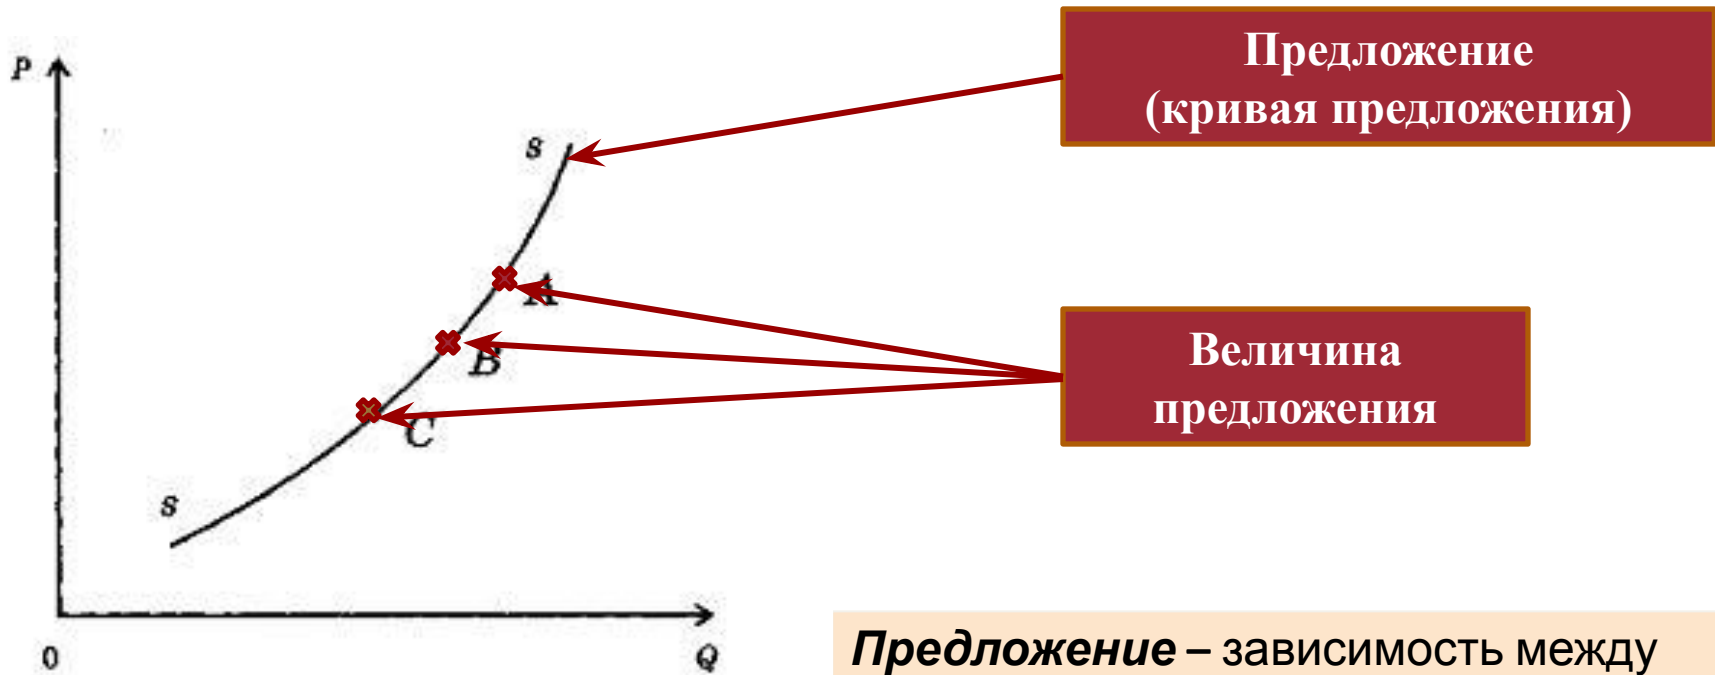 Предложение
(кривая предложения)
P
s
A
B
C
s
0
Q
Величина
предложения
Предложение – зависимость между